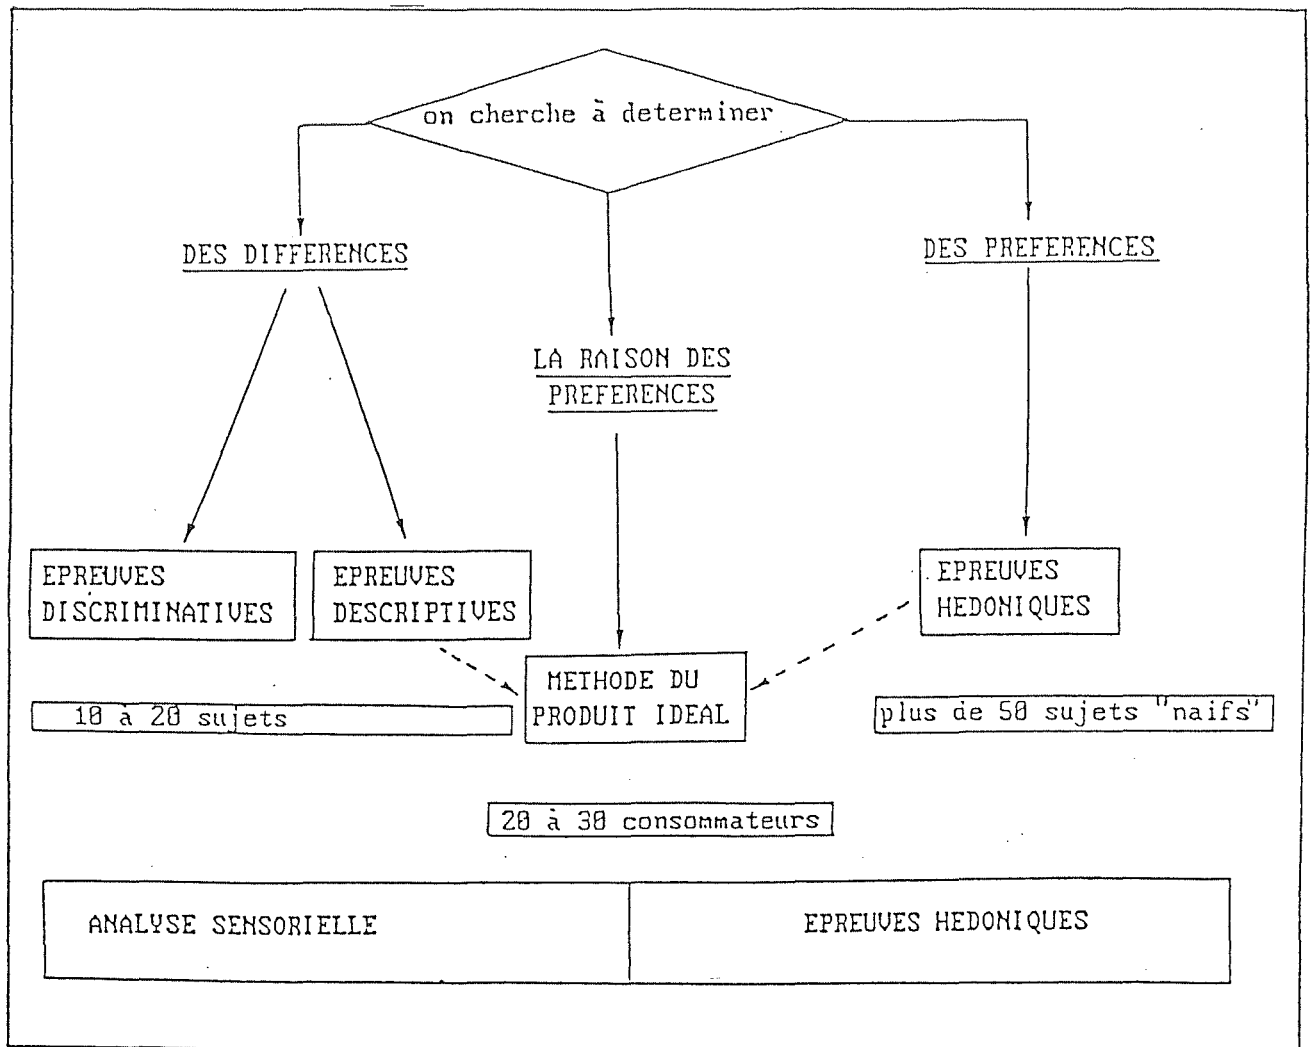 on cherche à determiner
DES DIFFERENCES
DES PREFERENCES
LA RAISON DES
PREFERENCES
EPREUVES
DISCRIMINATIVES
EPREUVES
DESCRIPTIVES
EPREUVES
HEDONIQUES
METHODE DU
PRODUIT IDEAL
10 à 20 sujets
plus de 50 sujets "naifs"
20 à 30 consommateurs
ANALYSE SENSORIELLE
EPREUVES HEDONIQUES